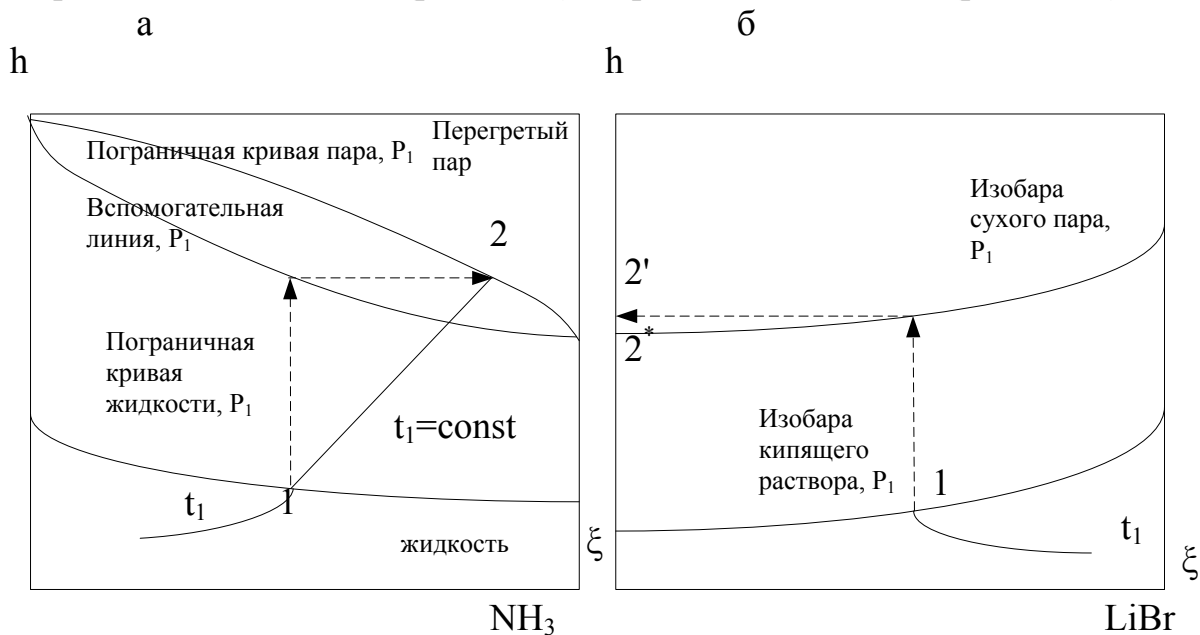 а
б
h
h
Перегретый
пар
Пограничная кривая пара, P₁
Вспомогательная
линия, P₁
2
Пограничная
кривая
жидкости, P₁
t₁=const
t₁
1
жидкость
ξ
NH₃
Изобара
сухого пара,
P₁
2'
2*
Изобара
кипящего
раствора, P₁
1
t₁
ξ
LiBr